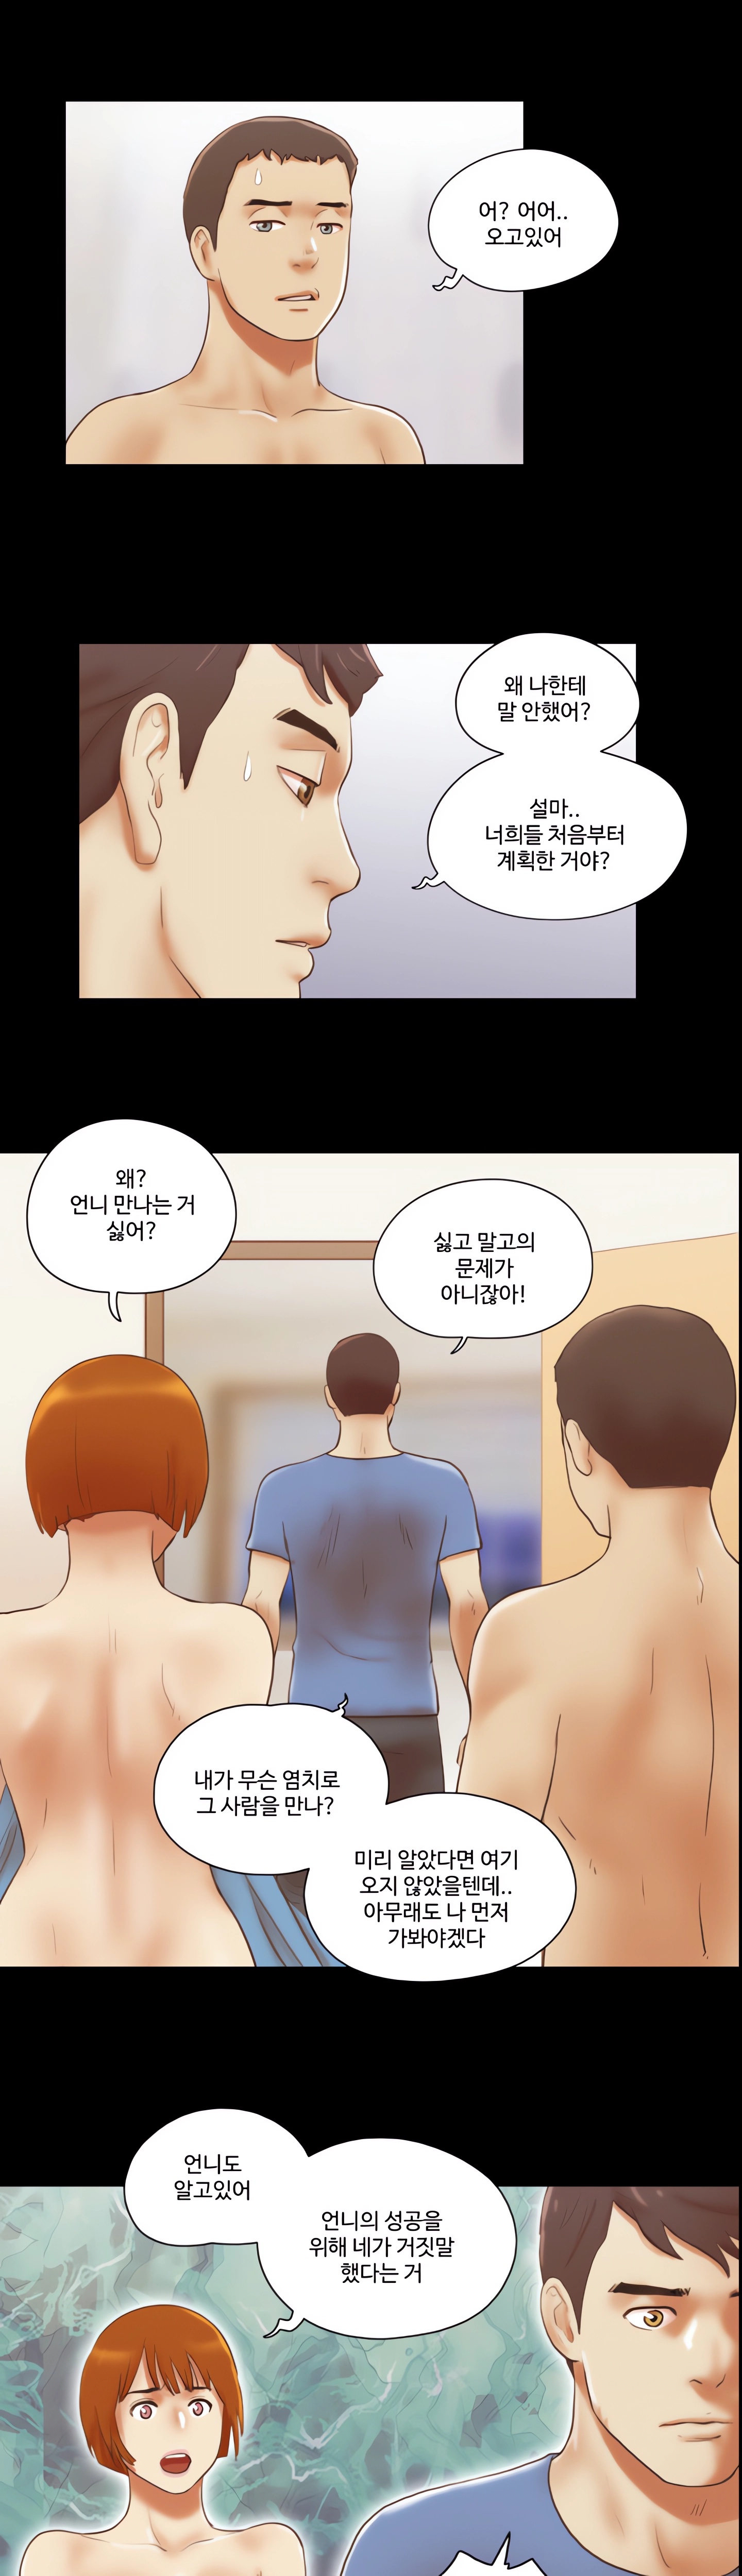 어? 어어..
오고있어
왜 나한테
말 안했어?
설마..
너희들 처음부터
계획한 거야?
왜?
언니 만나는 거
싫어?
싫고 말고의
문제가
아니잖아!
내가 무슨 염치로
그 사람을 만나?
미리 알았다면 여기
오지 않았을텐데..
아무래도 나 먼저
가봐야겠다
언니도
알고있어
언니의 성공을
위해 네가 거짓말
했다는 거